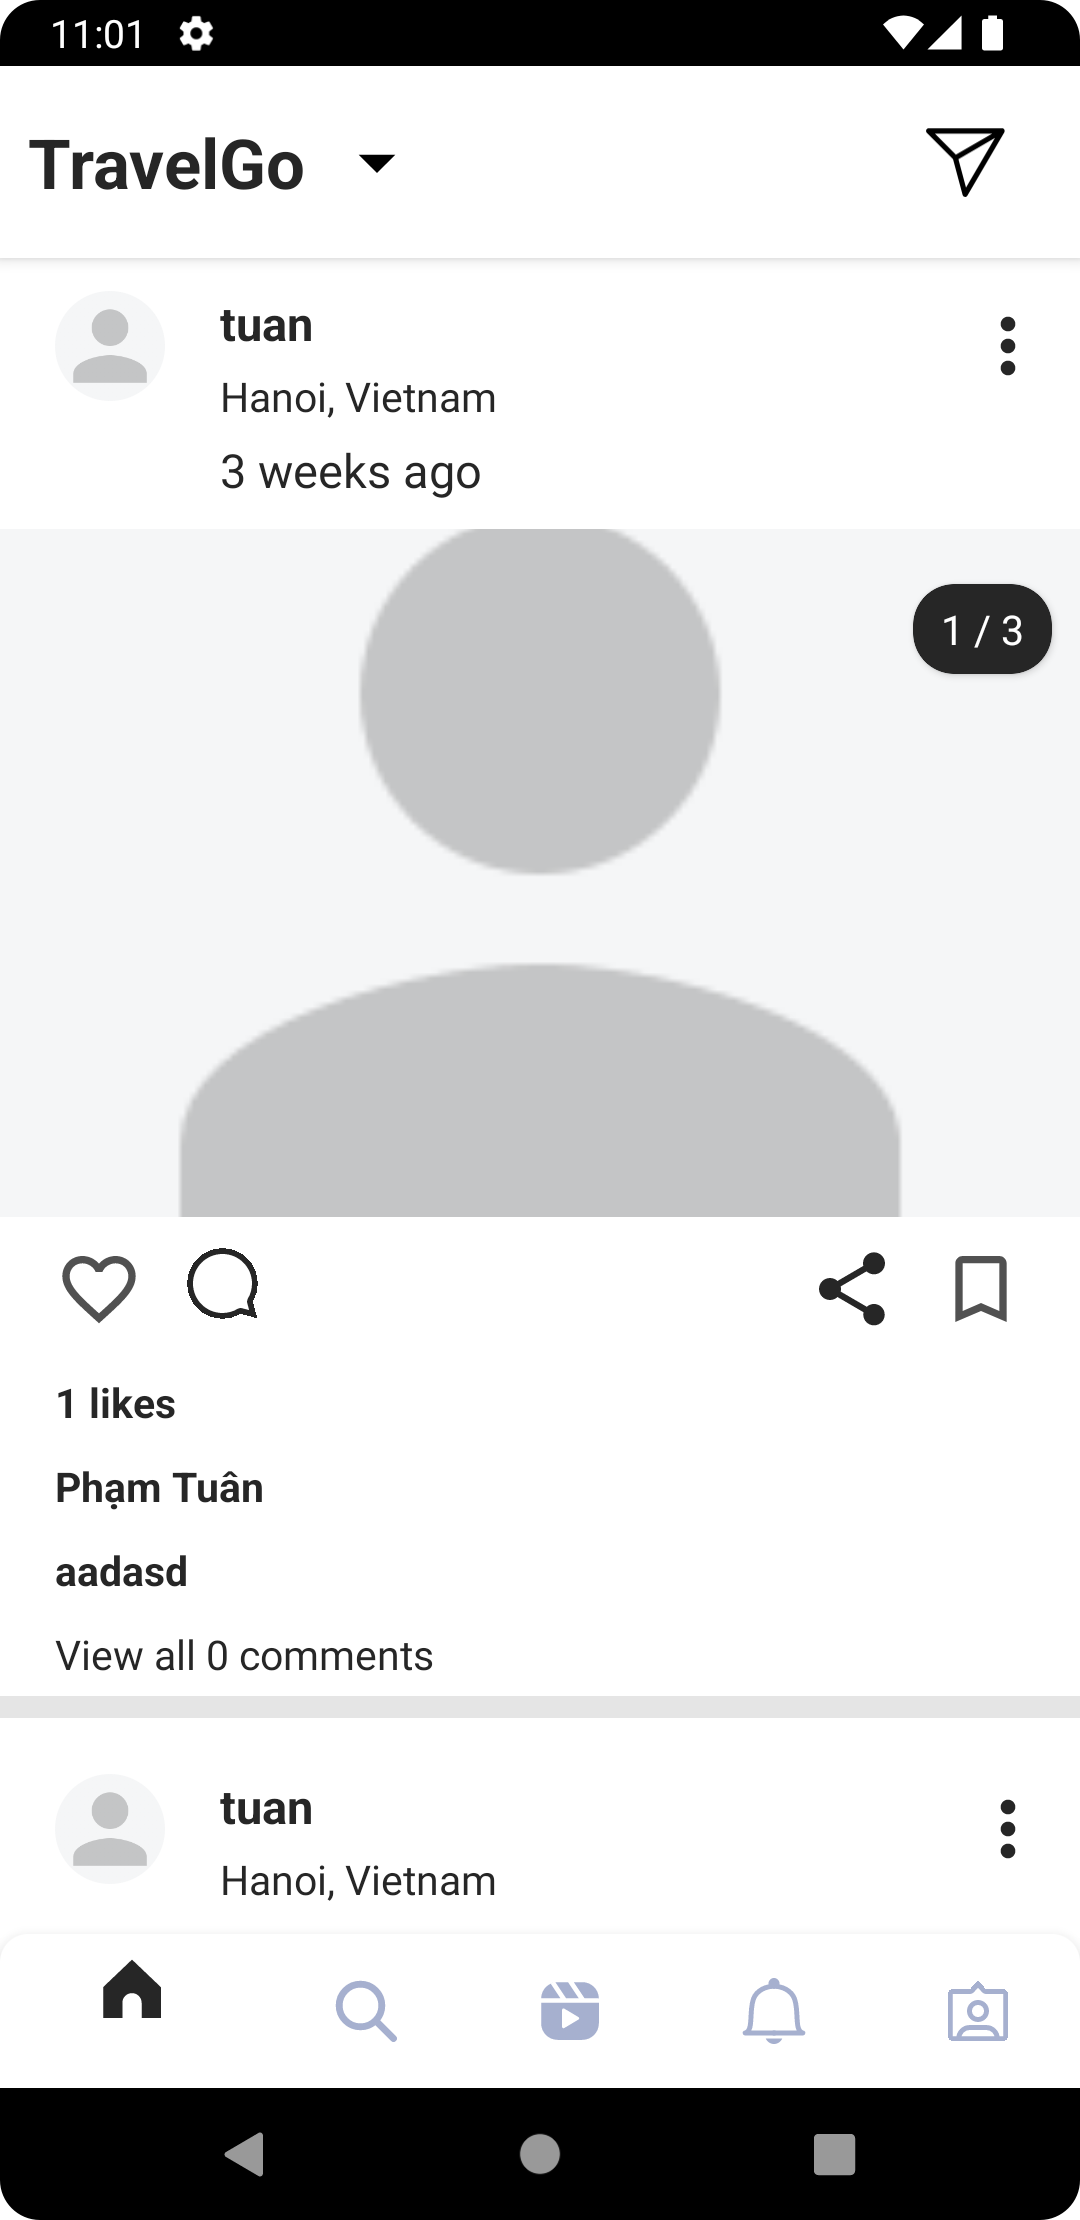 11:01
TravelGo
tuan
Hanoi, Vietnam
3 weeks ago
1 / 3
1 likes
Phạm Tuân
aadasd
View all 0 comments
tuan
Hanoi, Vietnam